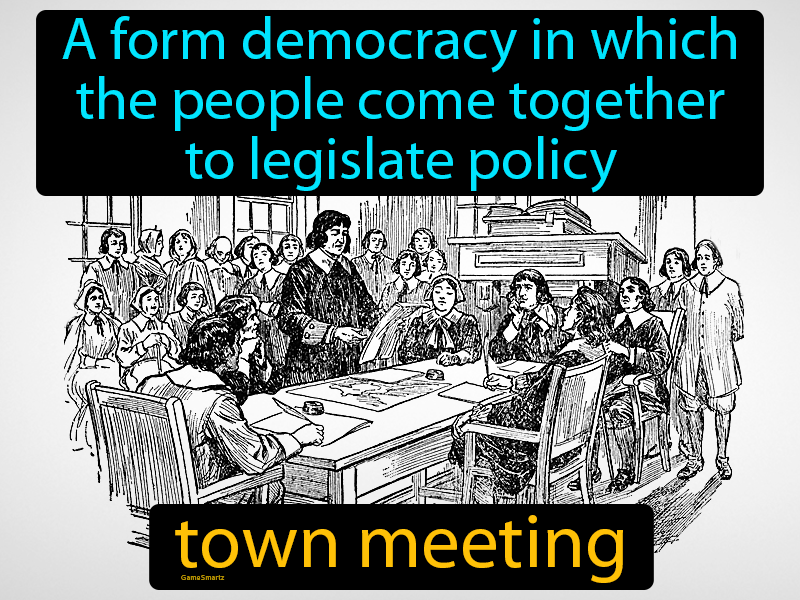 A form democracy in which
the people come together
to legislate policy
town meeting
GameSmartz